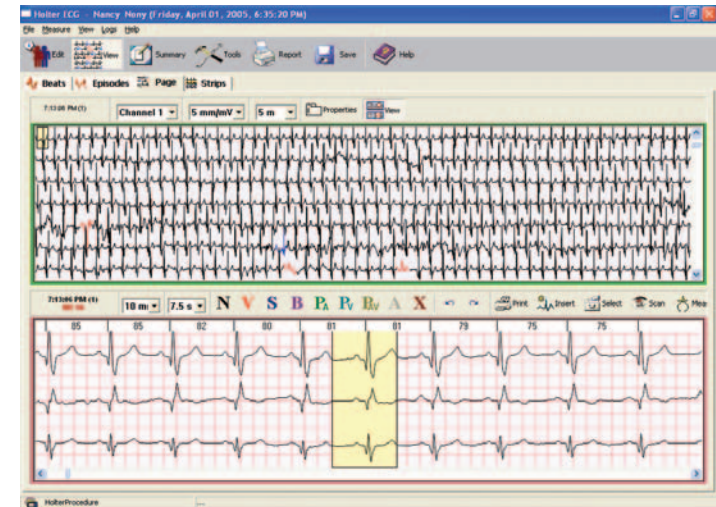 Holter ECG - Nancy Nony (Friday, April 01, 2005, 6:35:20 PM)
File Measure View Logs Help
Edit View Summary Tools Report Save Help
Beats Episodes Page Strips
7:13:06 PM (1) Channel 1 5 mm/mV 5 m Properties View
7:13:06 PM (1) 10 m 7.5 s N V S B PA PV A X Print Insert Select Scan Mea
85 85 82 80 81 81 79 75 75
HolterProcedure